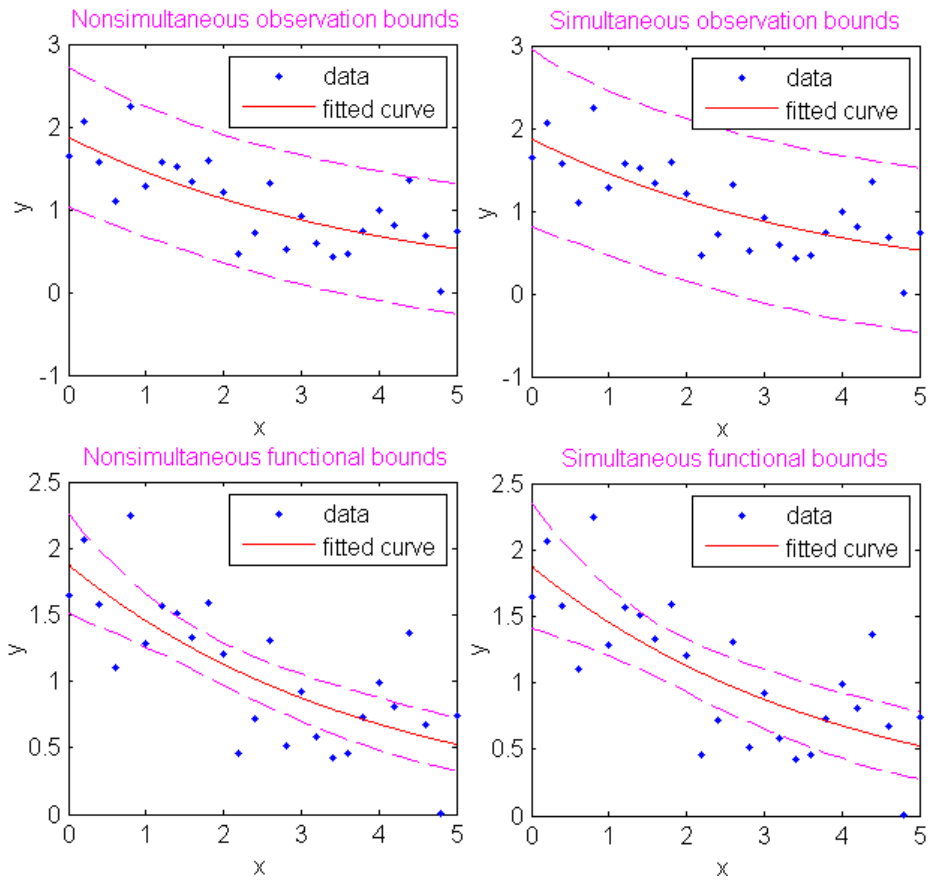 Nonsimultaneous observation bounds
3
2
1
0
-1
y
data
fitted curve
0 1 2 3 4 5
x
Simultaneous observation bounds
3
2
1
0
-1
y
data
fitted curve
0 1 2 3 4 5
x
Nonsimultaneous functional bounds
2.5
2
1.5
1
0.5
0
y
data
fitted curve
0 1 2 3 4 5
x
Simultaneous functional bounds
2.5
2
1.5
1
0.5
0
y
data
fitted curve
0 1 2 3 4 5
x